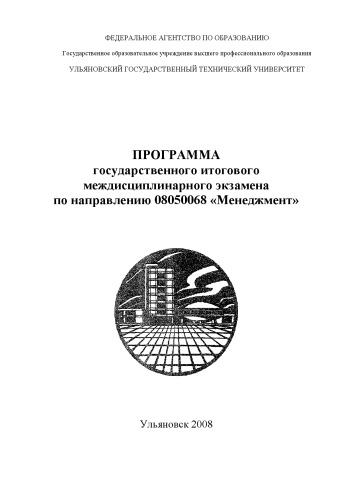 ФЕДЕРАЛЬНОЕ АГЕНТСТВО ПО ОБРАЗОВАНИЮ
Государственное образовательное учреждение высшего профессионального образования
УЛЬЯНОВСКИЙ ГОСУДАРСТВЕННЫЙ ТЕХНИЧЕСКИЙ УНИВЕРСИТЕТ
ПРОГРАММА
государственного итогового
междисциплинарного экзамена
по направлению 08050068 «Менеджмент»
Ульяновск 2008